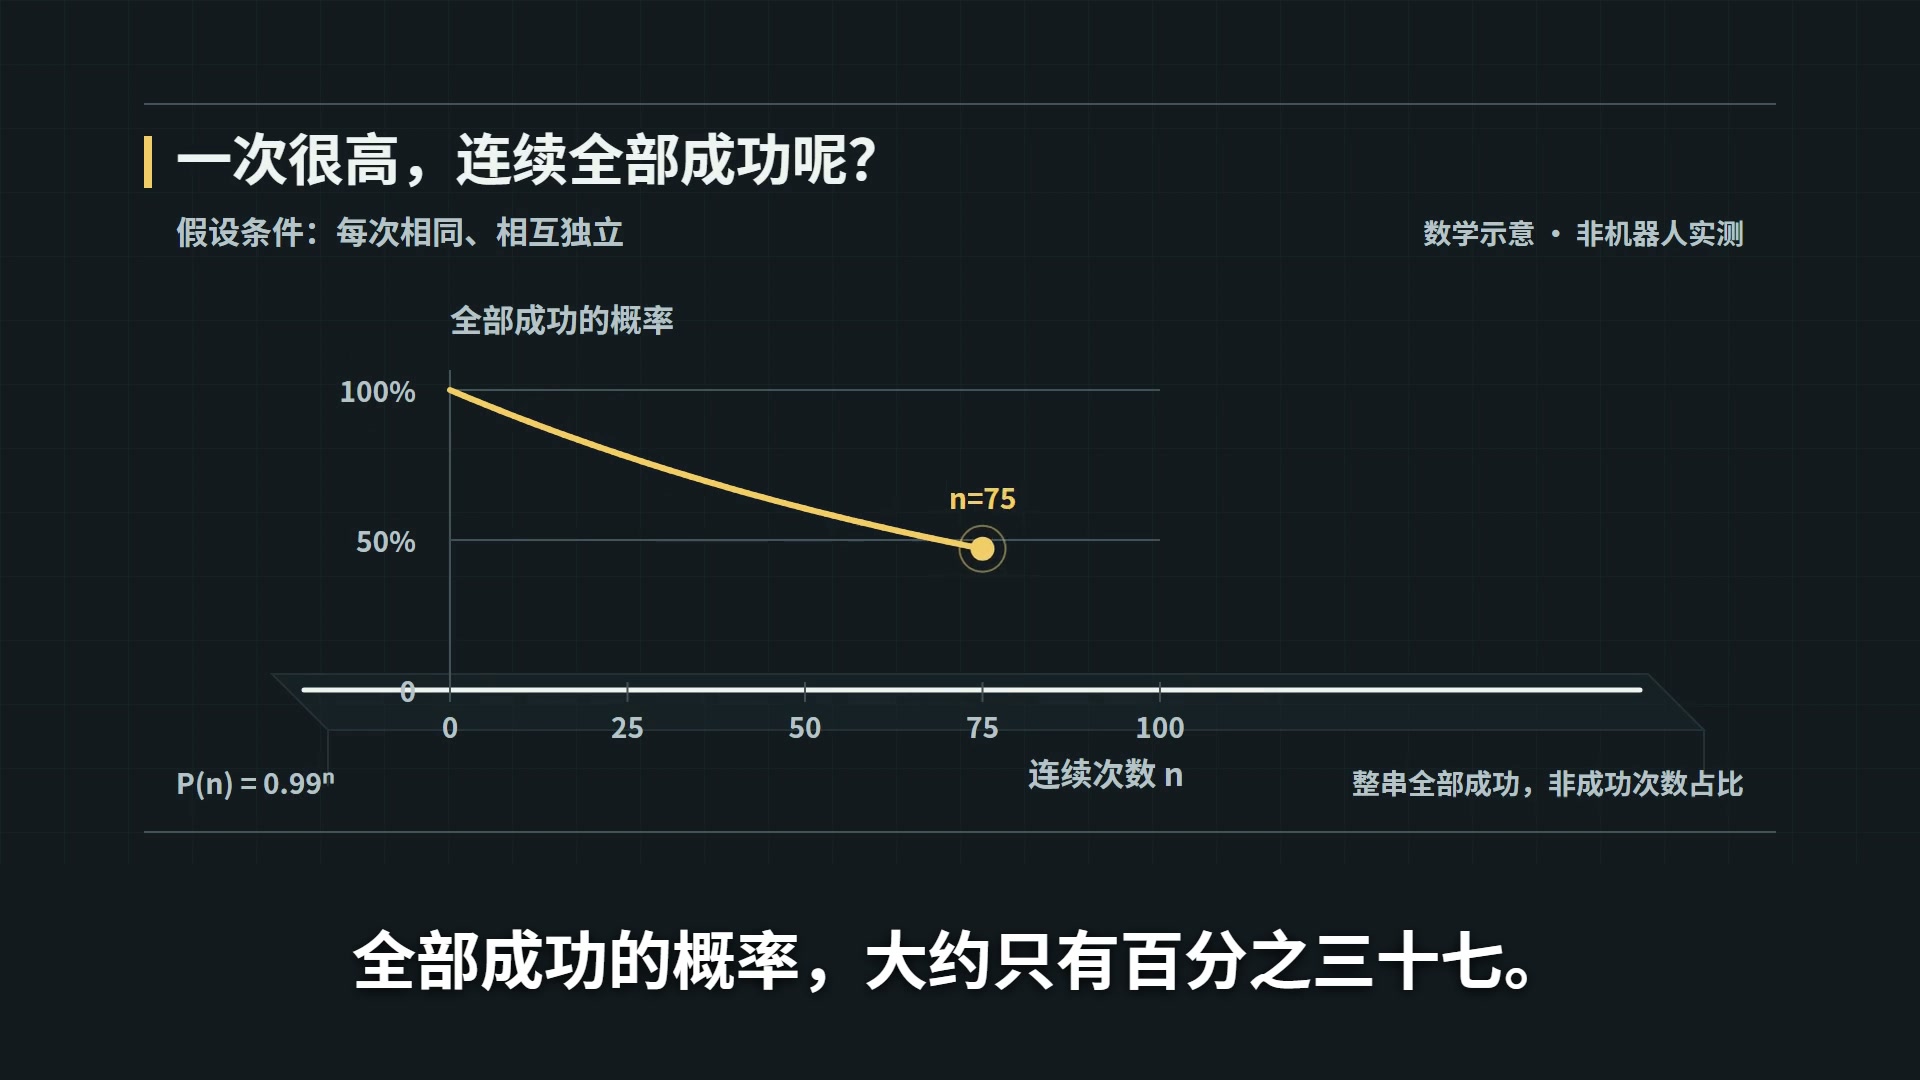 一次很高，连续全部成功呢？
假设条件：每次相同、相互独立
数学示意 · 非机器人实测
全部成功的概率
100%
n=75
50%
0
0 25 50 75 100
连续次数 n
P(n) = 0.99ⁿ
整串全部成功，非成功次数占比
全部成功的概率，大约只有百分之三十七。